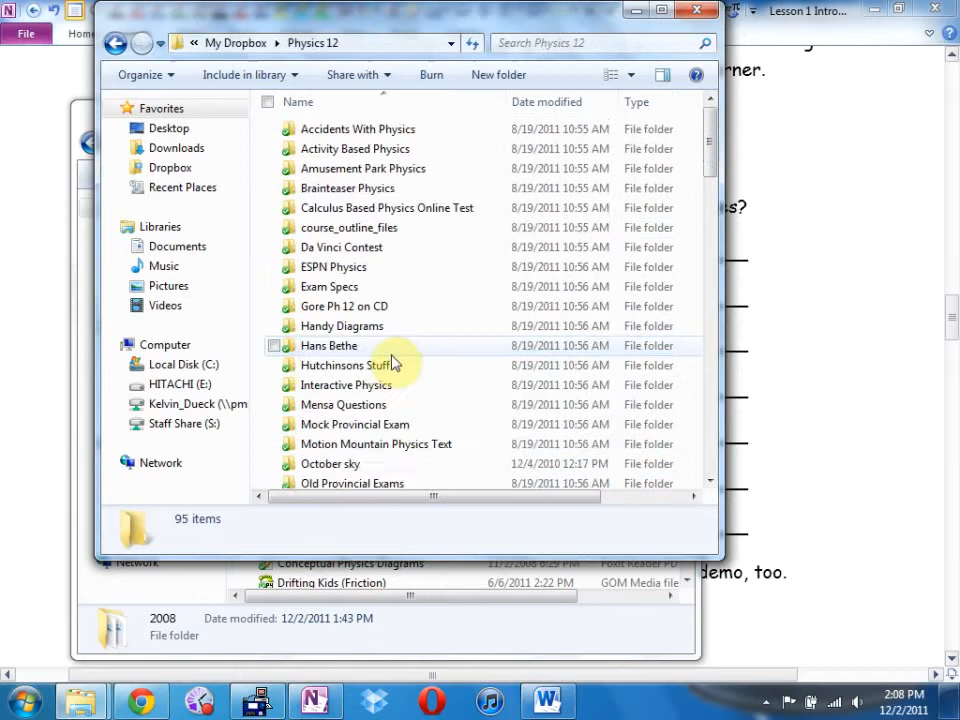 Lesson 1 Intro...
File
Hom
rner.
« My Dropbox ▸ Physics 12
Search Physics 12
Organize
Include in library
Share with
Burn
New folder
Name
Date modified
Type
Favorites
Desktop
Downloads
Dropbox
Recent Places
Libraries
Documents
Music
Pictures
Videos
Computer
Local Disk (C:)
HITACHI (E:)
Kelvin_Dueck (\\pm
Staff Share (S:)
Network
Accidents With Physics 8/19/2011 10:55 AM File folder
Activity Based Physics 8/19/2011 10:55 AM File folder
Amusement Park Physics 8/19/2011 10:55 AM File folder
Brainteaser Physics 8/19/2011 10:55 AM File folder
Calculus Based Physics Online Test 8/19/2011 10:55 AM File folder
course_outline_files 8/19/2011 10:55 AM File folder
Da Vinci Contest 8/19/2011 10:55 AM File folder
ESPN Physics 8/19/2011 10:56 AM File folder
Exam Specs 8/19/2011 10:56 AM File folder
Gore Ph 12 on CD 8/19/2011 10:56 AM File folder
Handy Diagrams 8/19/2011 10:56 AM File folder
Hans Bethe 8/19/2011 10:56 AM File folder
Hutchinsons Stuff 8/19/2011 10:56 AM File folder
Interactive Physics 8/19/2011 10:56 AM File folder
Mensa Questions 8/19/2011 10:56 AM File folder
Mock Provincial Exam 8/19/2011 10:56 AM File folder
Motion Mountain Physics Text 8/19/2011 10:56 AM File folder
October sky 12/4/2010 12:17 PM File folder
Old Provincial Exams 8/19/2011 10:56 AM File folder
s?
95 items
Network
Conceptual Physics Diagrams 11/2/2008 6:29 PM Foxit Reader PD
Drifting Kids (Friction) 6/6/2011 2:22 PM GOM Media file
demo, too.
2008 Date modified: 12/2/2011 1:43 PM
File folder
2:08 PM
12/2/2011